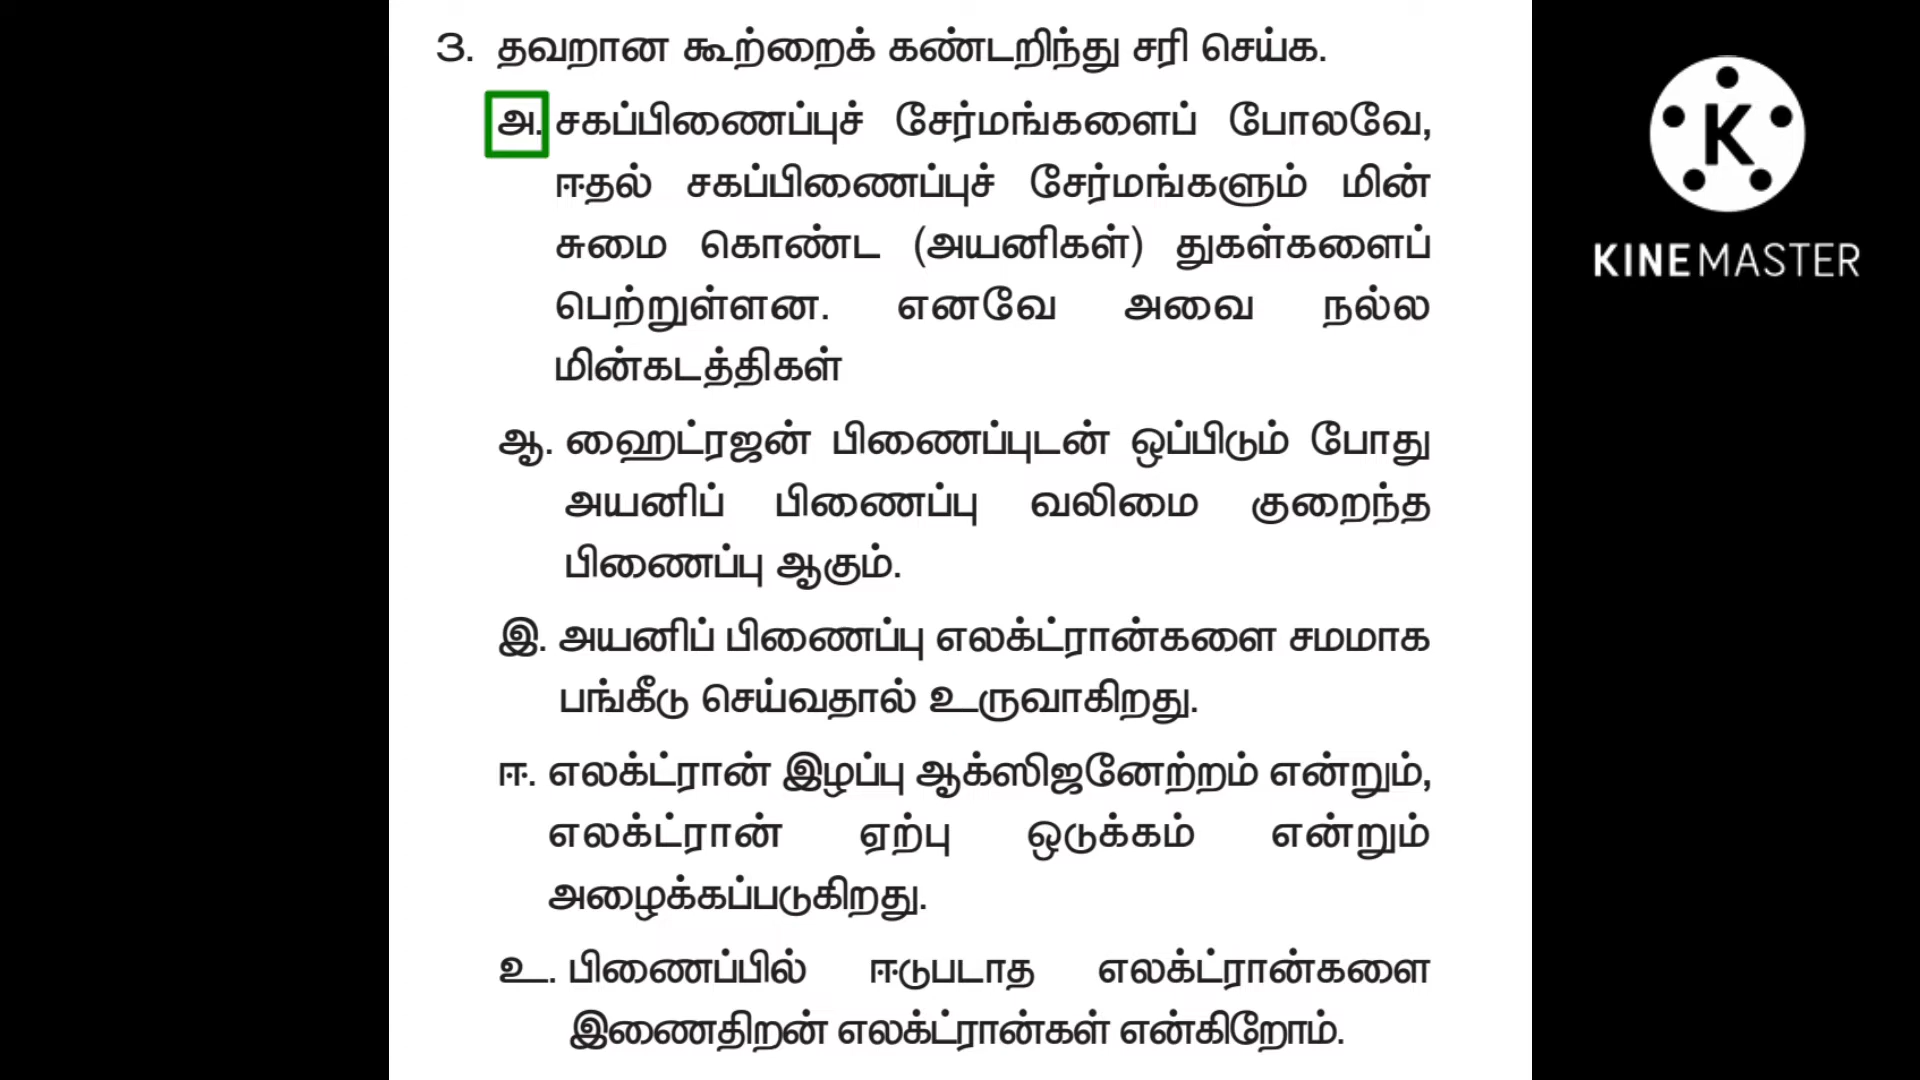 3. தவறான கூற்றைக் கண்டறிந்து சரி செய்க.
அ. சகப்பிணைப்புச் சேர்மங்களைப் போலவே,
ஈதல் சகப்பிணைப்புச் சேர்மங்களும் மின்
சுமை கொண்ட (அயனிகள்) துகள்களைப்
பெற்றுள்ளன. எனவே அவை நல்ல
மின்கடத்திகள்
ஆ. ஹைட்ரஜன் பிணைப்புடன் ஒப்பிடும் போது
அயனிப் பிணைப்பு வலிமை குறைந்த
பிணைப்பு ஆகும்.
இ. அயனிப் பிணைப்பு எலக்ட்ரான்களை சமமாக
பங்கீடு செய்வதால் உருவாகிறது.
ஈ. எலக்ட்ரான் இழப்பு ஆக்ஸிஜனேற்றம் என்றும்,
எலக்ட்ரான் ஏற்பு ஒடுக்கம் என்றும்
அழைக்கப்படுகிறது.
உ. பிணைப்பில் ஈடுபடாத எலக்ட்ரான்களை
இணைதிறன் எலக்ட்ரான்கள் என்கிறோம்.
K
KINEMASTER